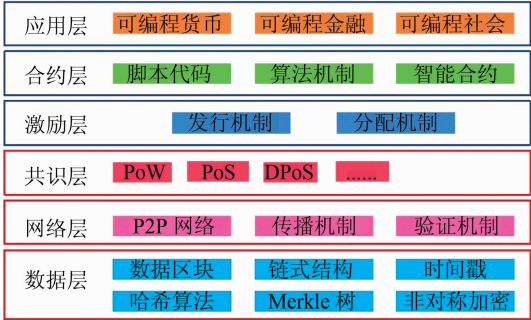 应用层 可编程货币 可编程金融 可编程社会
合约层 脚本代码 算法机制 智能合约
激励层 发行机制 分配机制
共识层 PoW PoS DPoS ......
网络层 P2P 网络 传播机制 验证机制
数据层 数据区块 链式结构 时间戳
哈希算法 Merkle 树 非对称加密